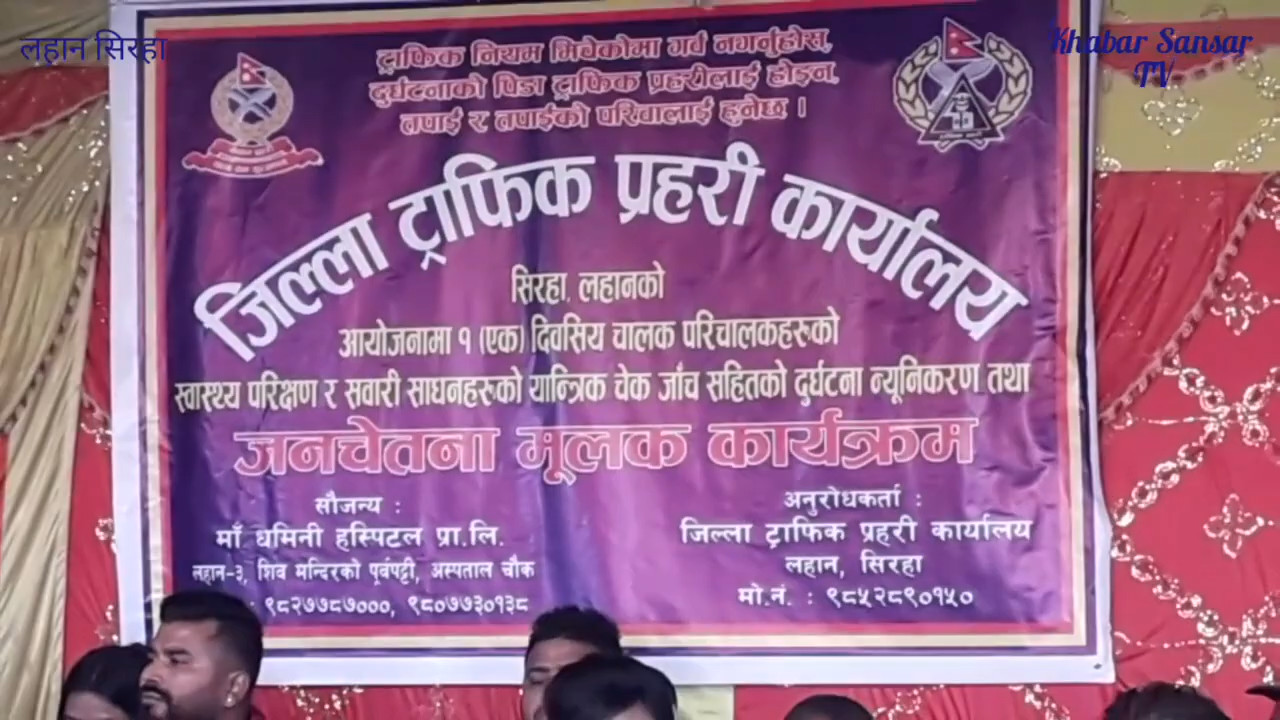 लहान सिरहा
Khabar Sansar
TV
ट्राफिक नियम मिचेकोमा गर्व नगर्नुहोस्,
दुर्घटनाको पिडा ट्राफिक प्रहरीलाई होइन,
तपाई र तपाईको परिवालाई हुनेछ ।
जिल्ला ट्राफिक प्रहरी कार्यालय
सिरहा, लहानको
आयोजनामा १ (एक) दिवसिय चालक परिचालकहरुको
स्वास्थ्य परिक्षण र सवारी साधनहरुको यान्त्रिक चेक जाँच सहितको दुर्घटना न्यूनिकरण तथा
जनचेतना मूलक कार्यक्रम
सौजन्य :
माँ धमिनी हस्पिटल प्रा.लि.
लहान-३, शिव मन्दिरको पूर्वपट्टी, अस्पताल चौक
: ९८२७७८७०००, ९८०७७३०१३८
अनुरोधकर्ता :
जिल्ला ट्राफिक प्रहरी कार्यालय
लहान, सिरहा
मो.नं. : ९८५२८९०१५०